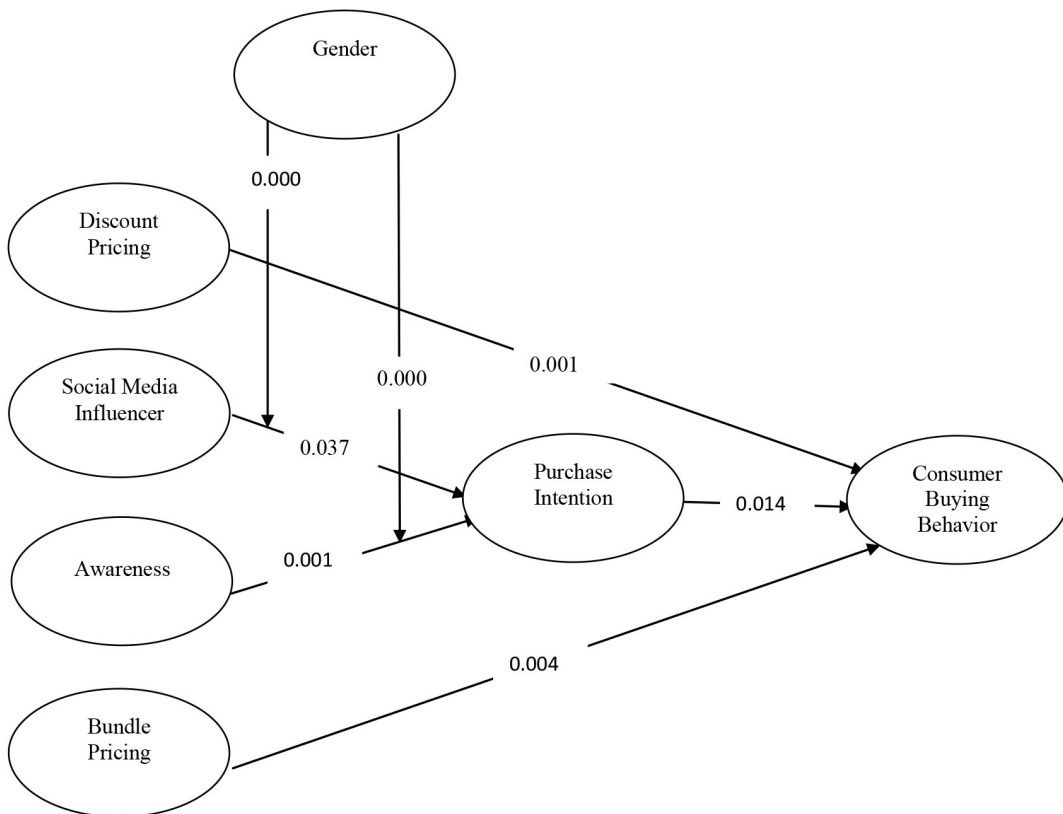 Gender
0.000
Discount
Pricing
0.001
0.000
Social Media
Influencer
0.037
Purchase
Intention
0.014
Consumer
Buying
Behavior
Awareness
0.001
0.004
Bundle
Pricing